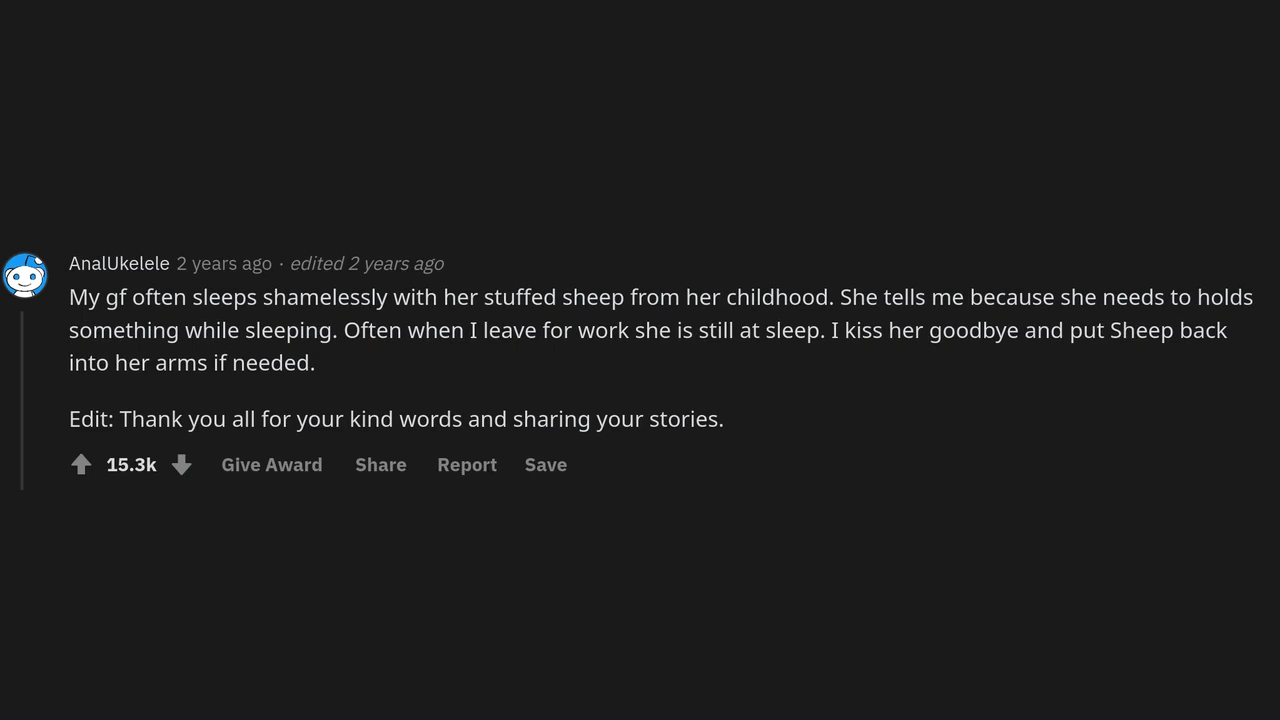 AnalUkelele 2 years ago · edited 2 years ago
My gf often sleeps shamelessly with her stuffed sheep from her childhood. She tells me because she needs to holds
something while sleeping. Often when I leave for work she is still at sleep. I kiss her goodbye and put Sheep back
into her arms if needed.
Edit: Thank you all for your kind words and sharing your stories.
15.3k Give Award Share Report Save